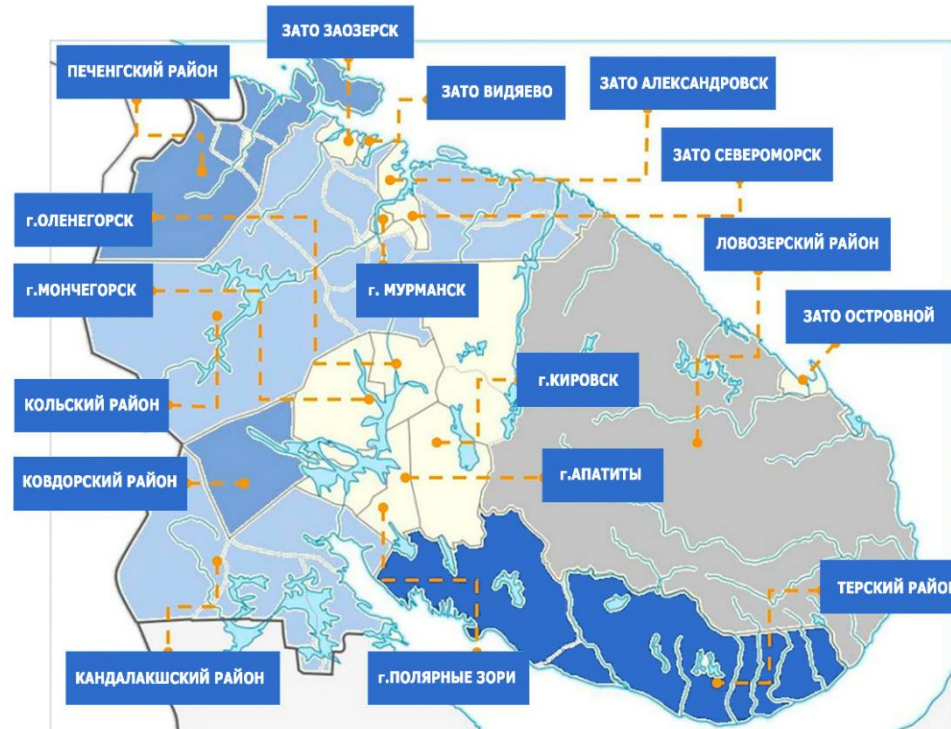 ЗАТО ЗАОЗЕРСК
ПЕЧЕНГСКИЙ РАЙОН
ЗАТО ВИДЯЕВО
ЗАТО АЛЕКСАНДРОВСК
ЗАТО СЕВЕРОМОРСК
г.ОЛЕНЕГОРСК
ЛОВОЗЕРСКИЙ РАЙОН
г.МОНЧЕГОРСК
г. МУРМАНСК
ЗАТО ОСТРОВНОЙ
г.КИРОВСК
КОЛЬСКИЙ РАЙОН
КОВДОРСКИЙ РАЙОН
г.АПАТИТЫ
ТЕРСКИЙ РАЙОН
КАНДАЛАКШСКИЙ РАЙОН
г.ПОЛЯРНЫЕ ЗОРИ